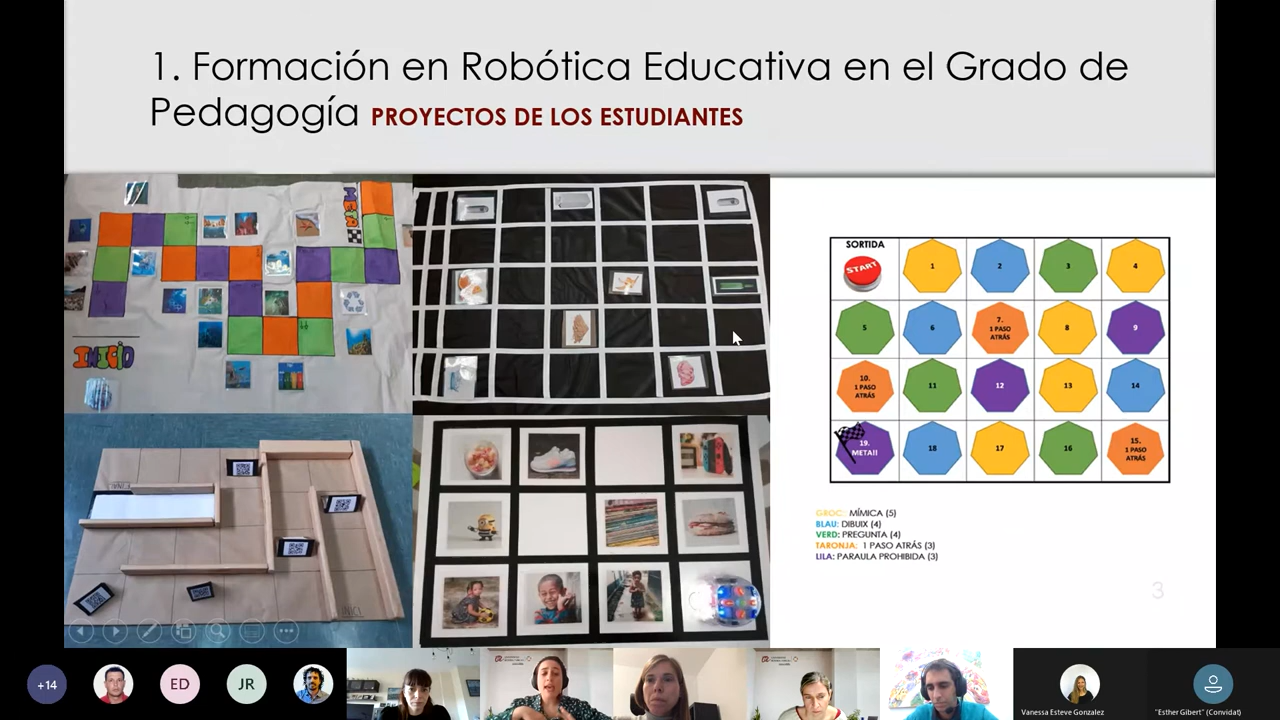 1. Formación en Robótica Educativa en el Grado de
Pedagogía PROYECTOS DE LOS ESTUDIANTES
META
INICIO
INICI
SORTIDA
START
1
2
3
4
5
6
7.
1 PASO
ATRÁS
8
9
10.
1 PASO
ATRÁS
11
12
13
14
19.
META!!
18
17
16
15.
1 PASO
ATRÁS
GROC: MÍMICA (5)
BLAU: DIBUIX (4)
VERD: PREGUNTA (4)
TARONJA: 1 PASO ATRÁS (3)
LILA: PARAULA PROHIBIDA (3)
3
+14
ED
JR
Vanessa Esteve Gonzalez
"Esther Gibert" (Convidat)